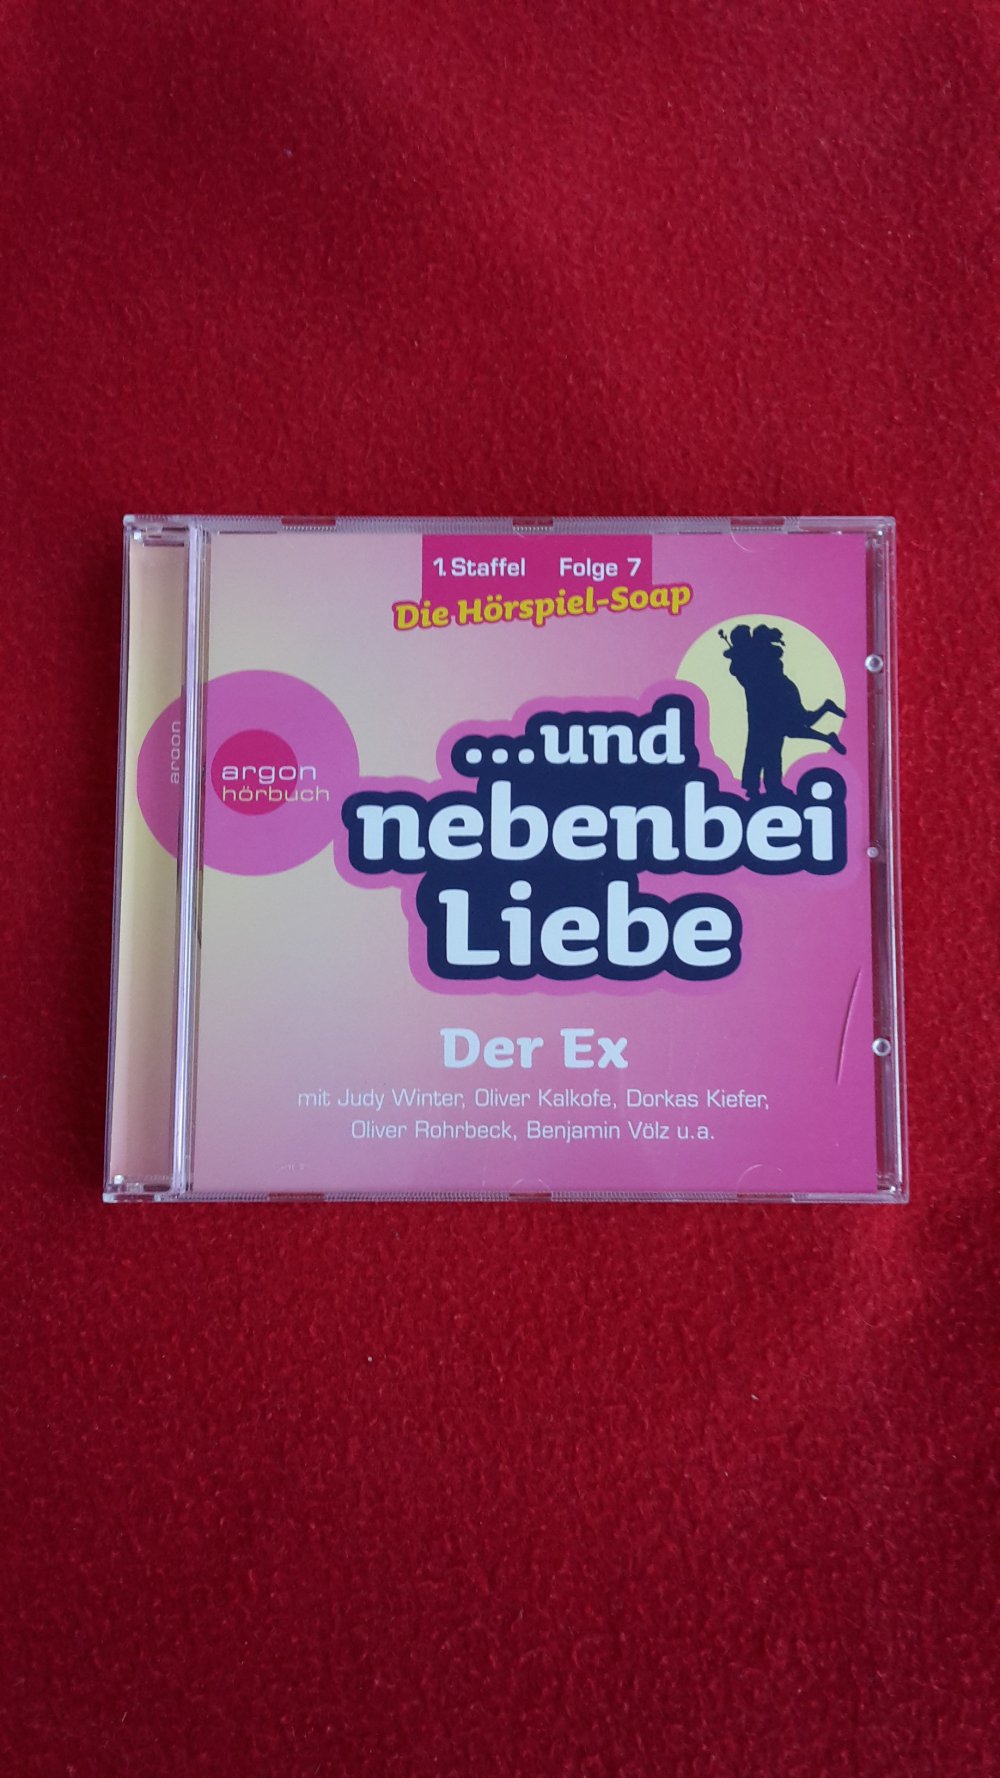 1. Staffel Folge 7
Die Hörspiel-Soap
argon
argon
hörbuch
...und
nebenbei
Liebe
Der Ex
mit Judy Winter, Oliver Kalkofe, Dorkas Kiefer,
Oliver Rohrbeck, Benjamin Völz u.a.